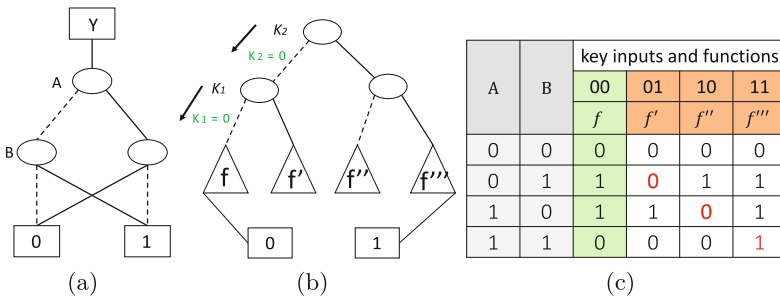 Y
A
B
0 1
(a)
K2
K2 = 0
K1
K1 = 0
f f' f'' f'''
0 1
(b)
key inputs and functions
A B 00 01 10 11
f f' f'' f'''
0 0 0 0 0 0
0 1 1 0 1 1
1 0 1 1 0 1
1 1 0 0 0 1
(c)